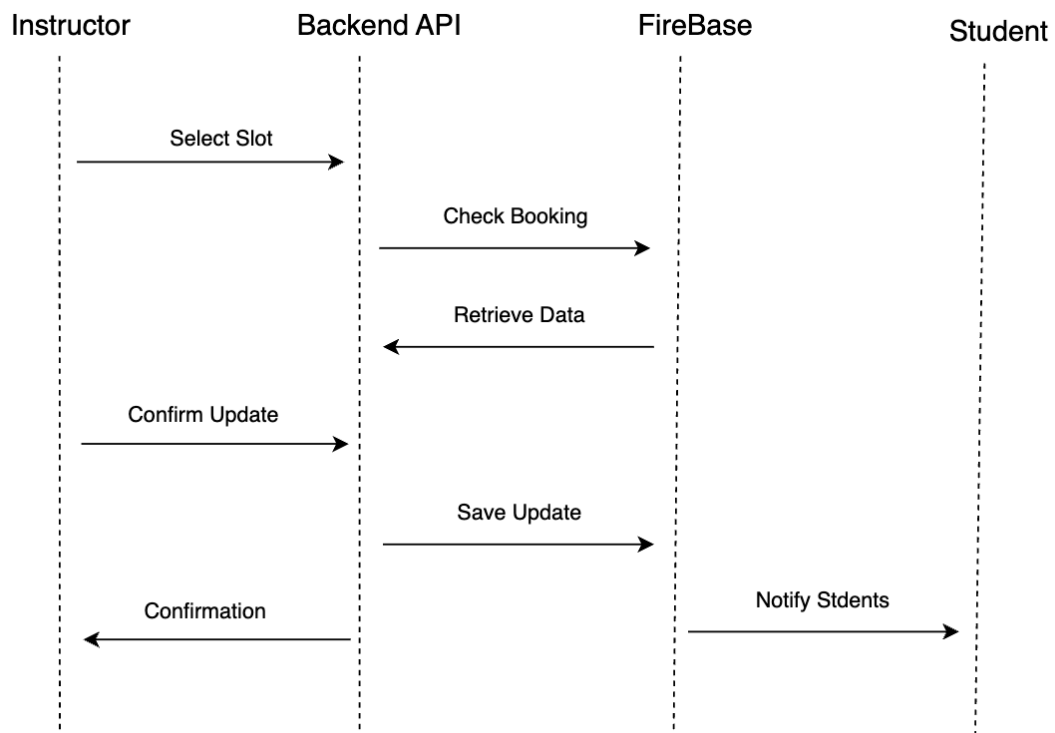 Instructor
Backend API
FireBase
Student
Select Slot
Check Booking
Retrieve Data
Confirm Update
Save Update
Notify Stdents
Confirmation